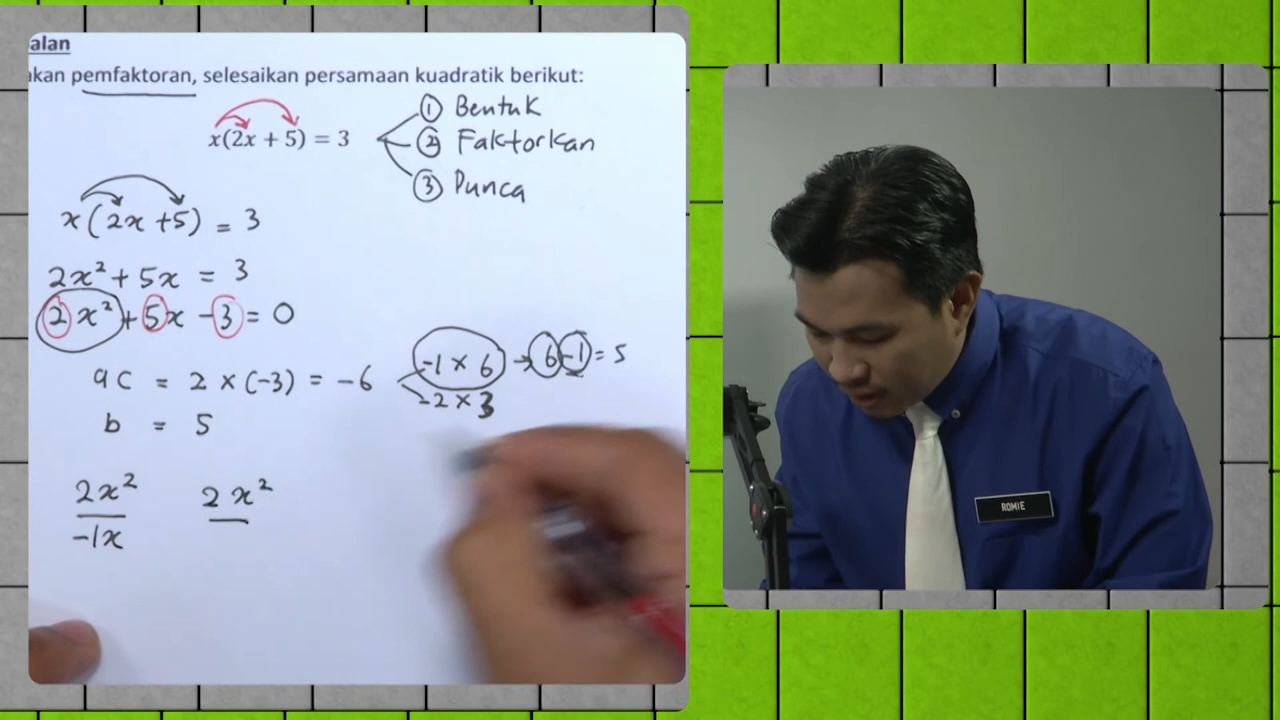 alan
akan pemfaktoran, selesaikan persamaan kuadratik berikut:
x(2x + 5) = 3
① Bentuk
② Faktorkan
③ Punca
x(2x+5) = 3
2x² + 5x = 3
2x² + 5x - 3 = 0
ac = 2 × (-3) = -6
-1 × 6 → 6-1 = 5
-2 × 3
b = 5
2x² 2x²
-1x
ROMIE